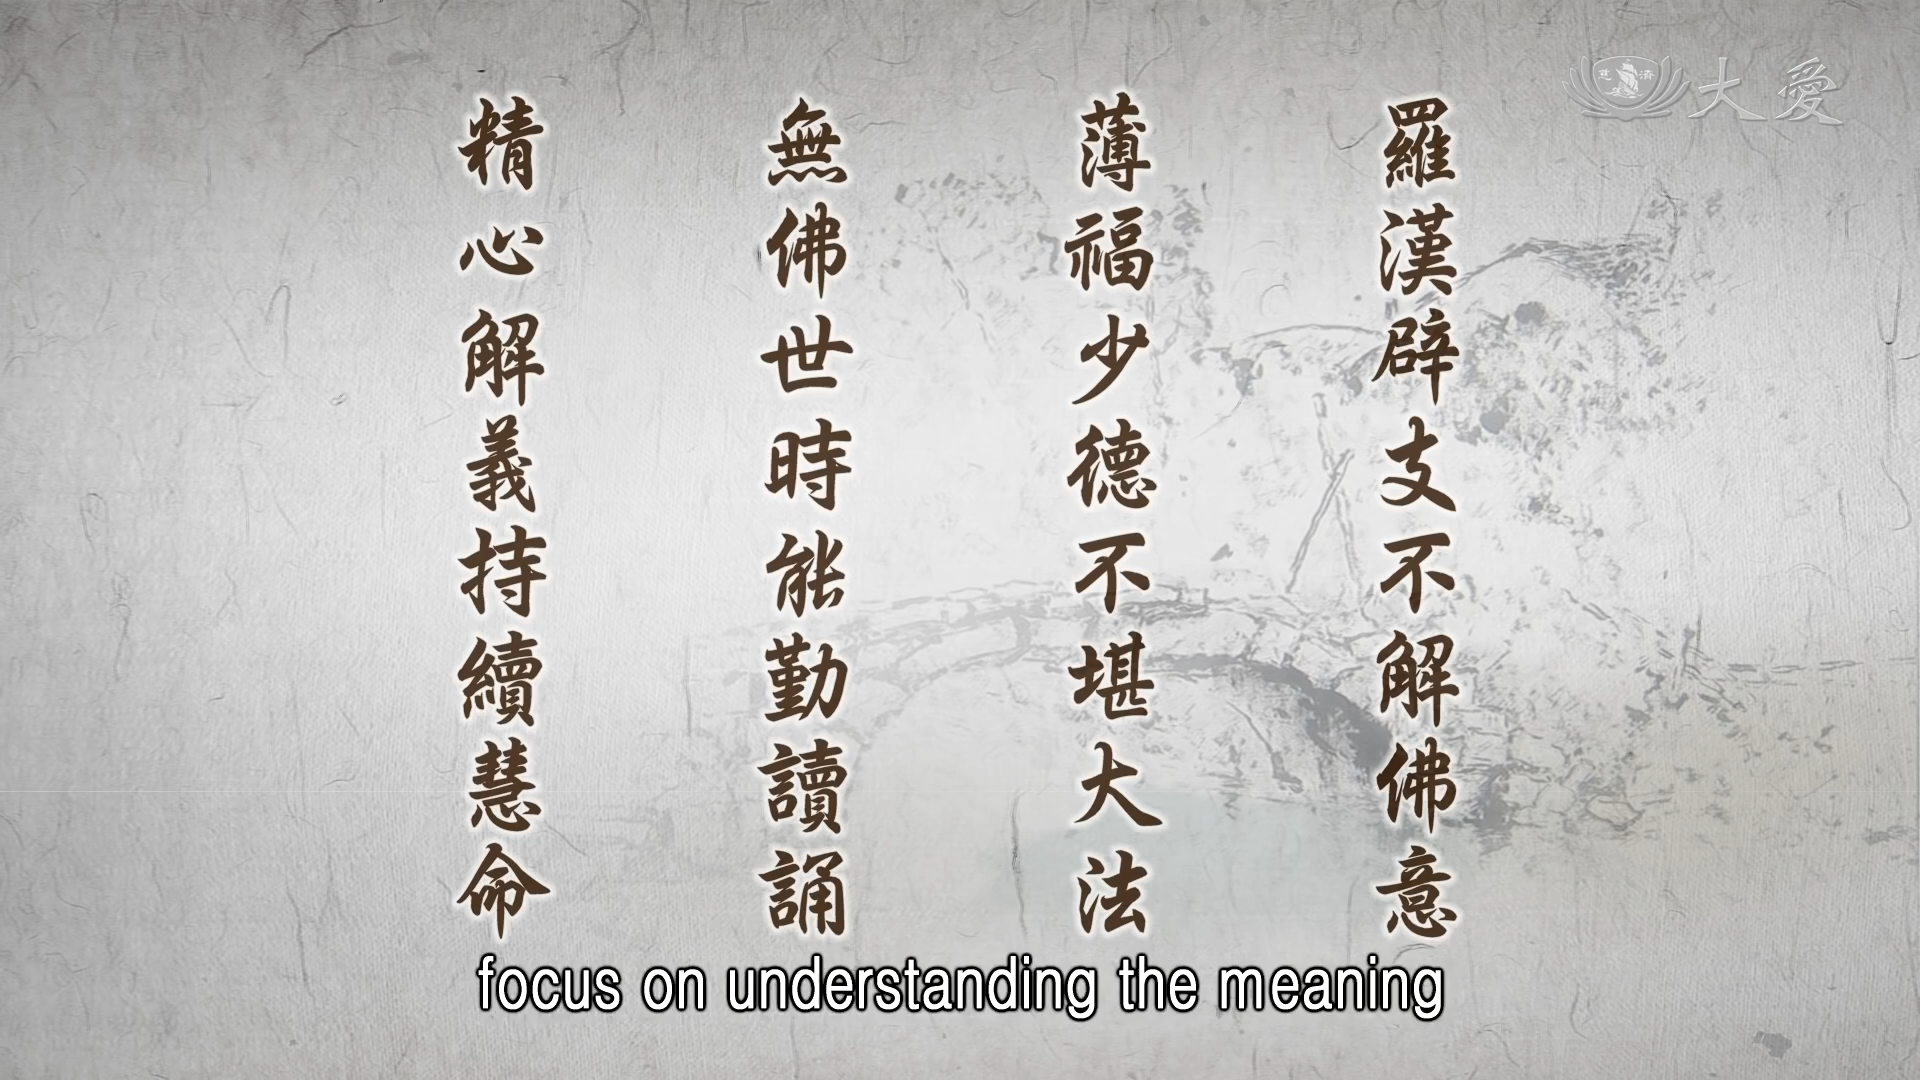 大愛
慈濟
羅漢辟支不解佛意
薄福少德不堪大法
無佛世時能勤讀誦
精心解義持續慧命
focus on understanding the meaning